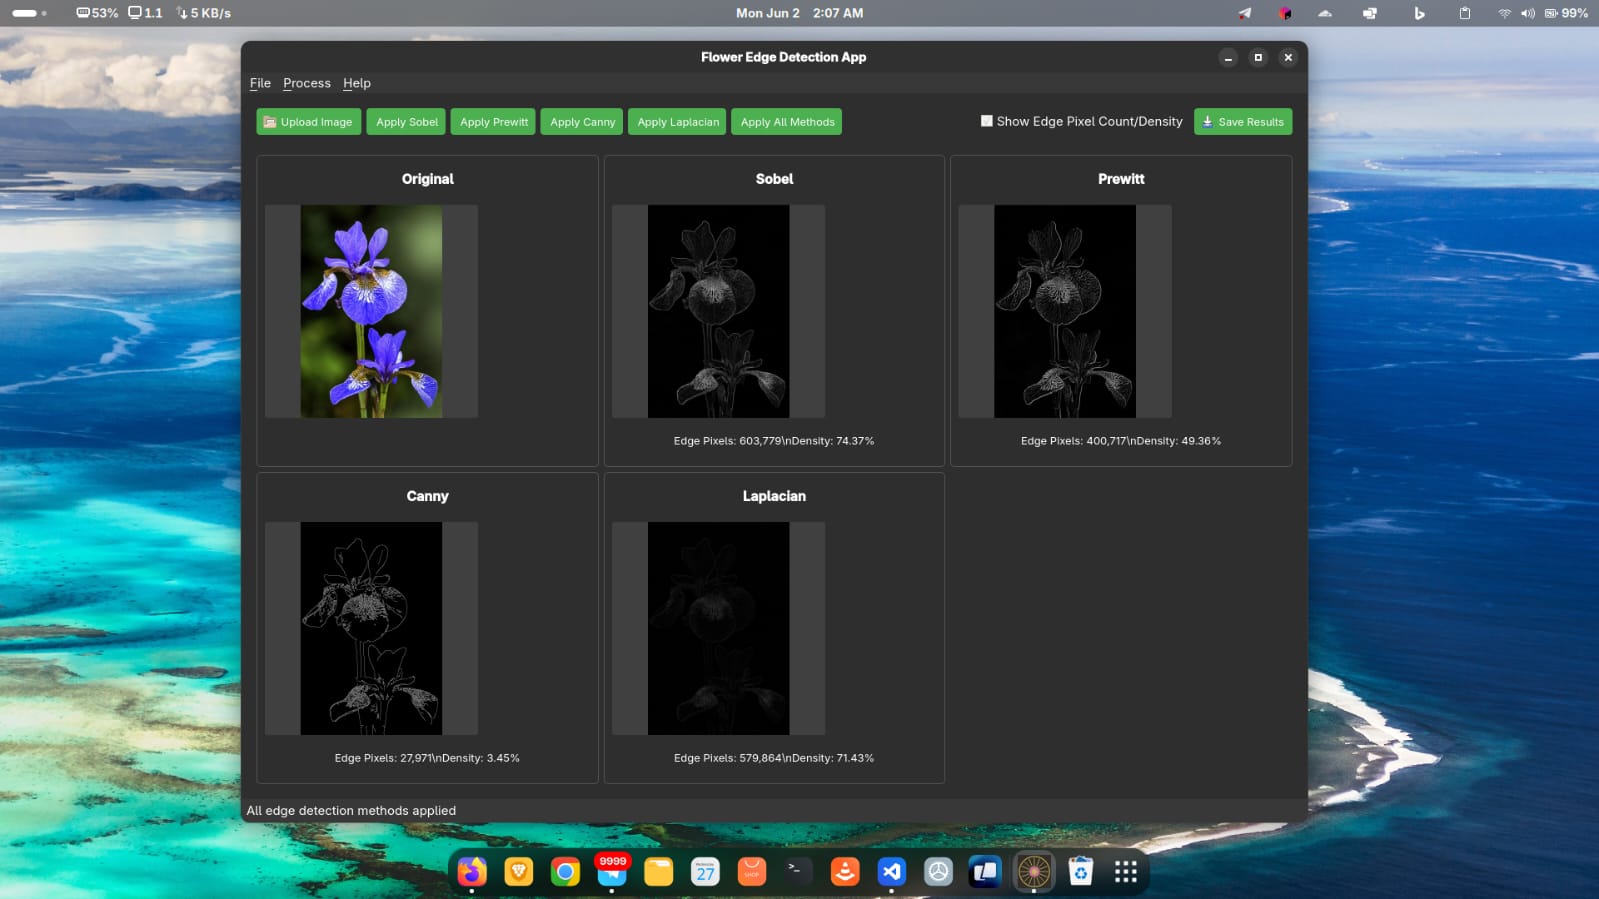 53% 1.1 5 KB/s Mon Jun 2 2:07 AM 99%
Flower Edge Detection App
File Process Help
Upload Image Apply Sobel Apply Prewitt Apply Canny Apply Laplacian Apply All Methods Show Edge Pixel Count/Density Save Results
Original Sobel Prewitt
Edge Pixels: 603,779\nDensity: 74.37% Edge Pixels: 400,717\nDensity: 49.36%
Canny Laplacian
Edge Pixels: 27,971\nDensity: 3.45% Edge Pixels: 579,864\nDensity: 71.43%
All edge detection methods applied
9999
Wednesday
27
SHOP